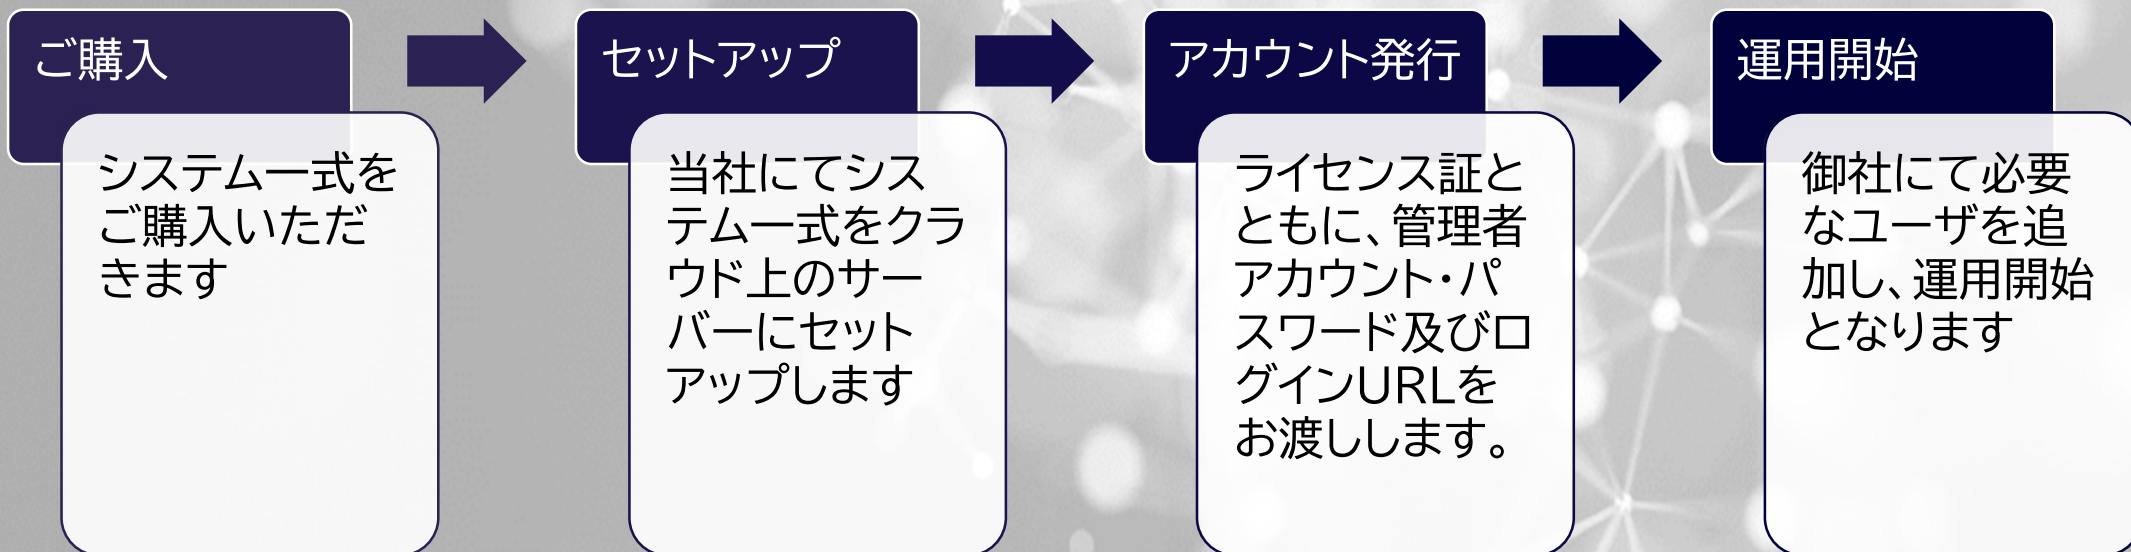 ご購入
システム一式を
ご購入いただ
きます
セットアップ
当社にてシス
テム一式をクラ
ウド上のサー
バーにセット
アップします
アカウント発行
ライセンス証と
ともに、管理者
アカウント・パ
スワード及びロ
グインURLを
お渡しします。
運用開始
御社にて必要
なユーザを追
加し、運用開始
となります